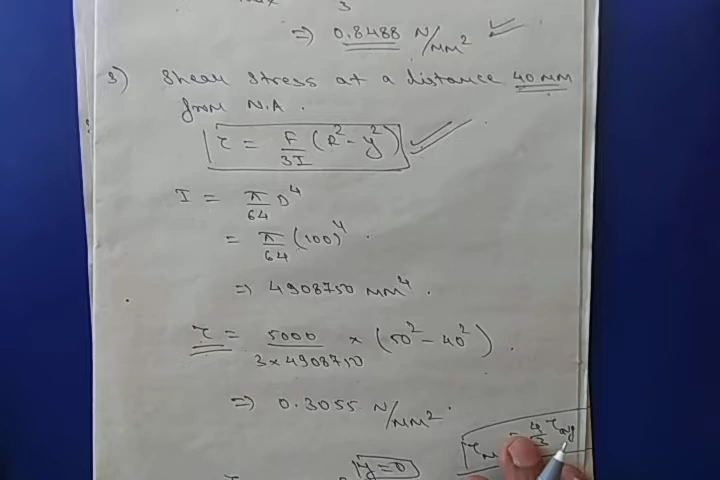 3
⇒ 0.8488 N/MM²
3) Shear stress at a distance 40 MM
from N.A.
τ = F/3I (R² - y²)
I = π/64 D⁴
= π/64 (100)⁴.
⇒ 4908750 MM⁴.
τ = 5000/3×4908750 × (50² - 40²).
⇒ 0.3055 N/MM².
= 4/3 τavg
y=0